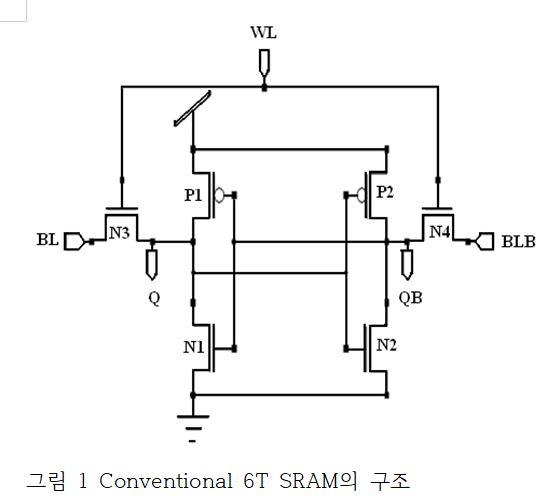 WL
P1
P2
BL
N3
N4
BLB
Q
QB
N1
N2
그림 1 Conventional 6T SRAM의 구조